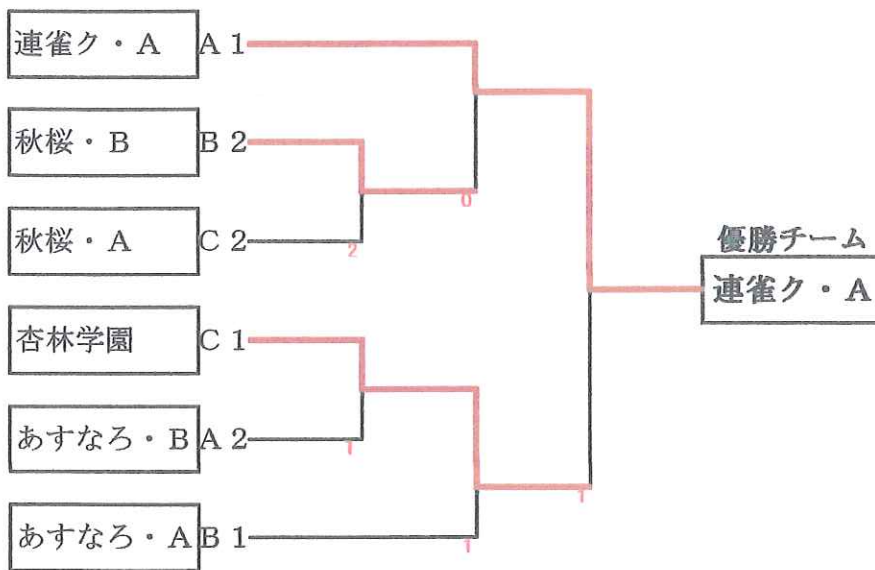 連雀ク・A A 1
秋桜・B B 2
0
秋桜・A C 2
2
優勝チーム
連雀ク・A
杏林学園 C 1
あすなろ・B A 2
1
1
あすなろ・A B 1
1